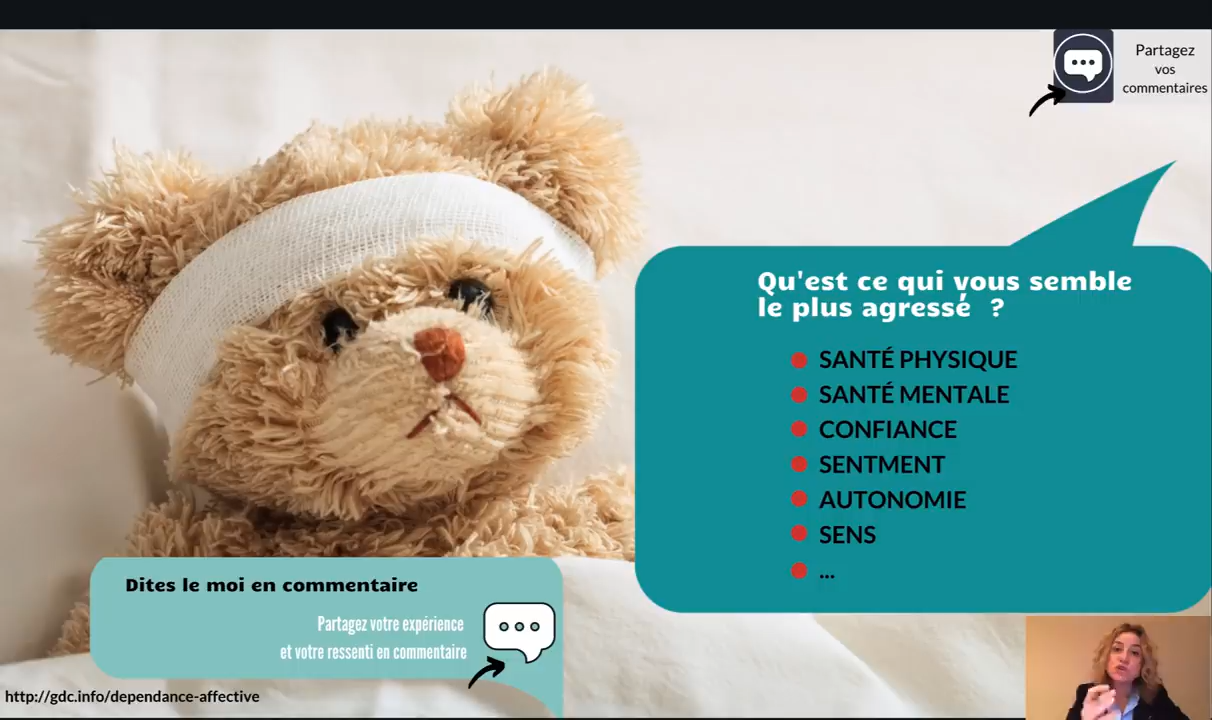 Partagez
vos
commentaires
Qu'est ce qui vous semble
le plus agressé ?
SANTÉ PHYSIQUE
SANTÉ MENTALE
CONFIANCE
SENTMENT
AUTONOMIE
SENS
...
Dites le moi en commentaire
Partagez votre expérience
et votre ressenti en commentaire
http://gdc.info/dependance-affective